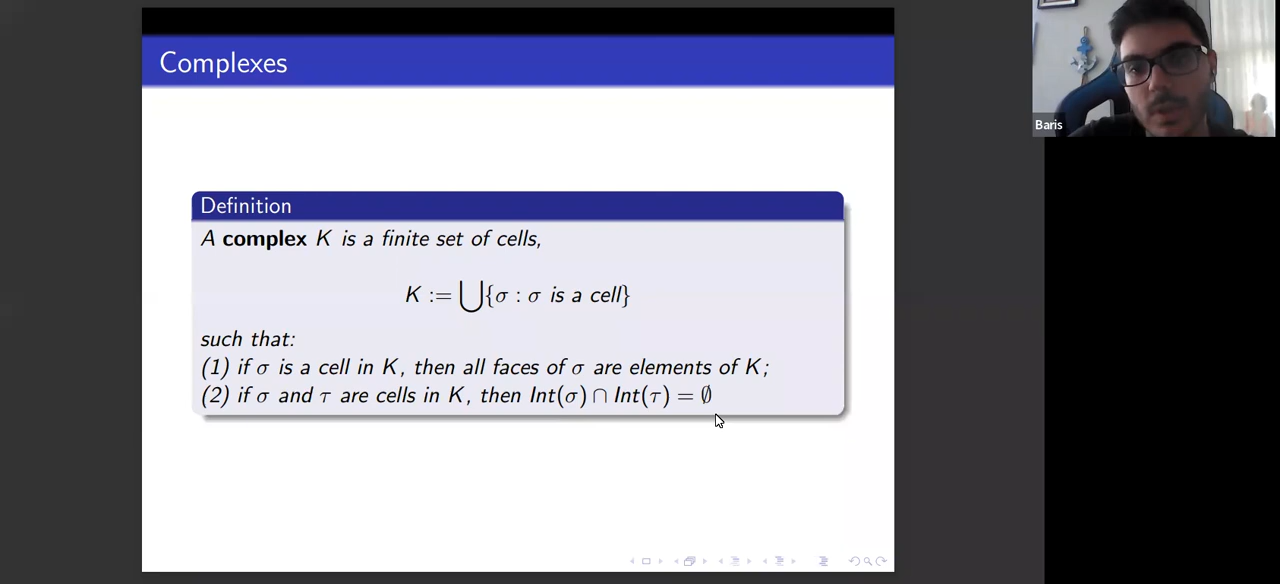 Complexes
Definition
A complex K is a finite set of cells,
K := ⋃{σ : σ is a cell}
such that:
(1) if σ is a cell in K, then all faces of σ are elements of K;
(2) if σ and τ are cells in K, then Int(σ) ∩ Int(τ) = ∅
Baris